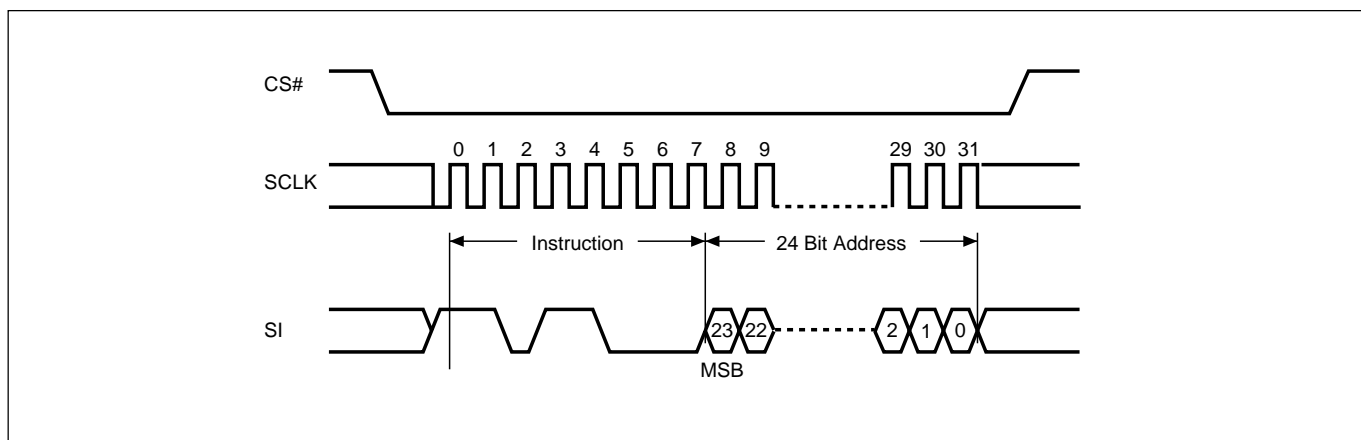 CS#
0 1 2 3 4 5 6 7 8 9 29 30 31
SCLK
Instruction 24 Bit Address
SI 23 22 2 1 0
MSB